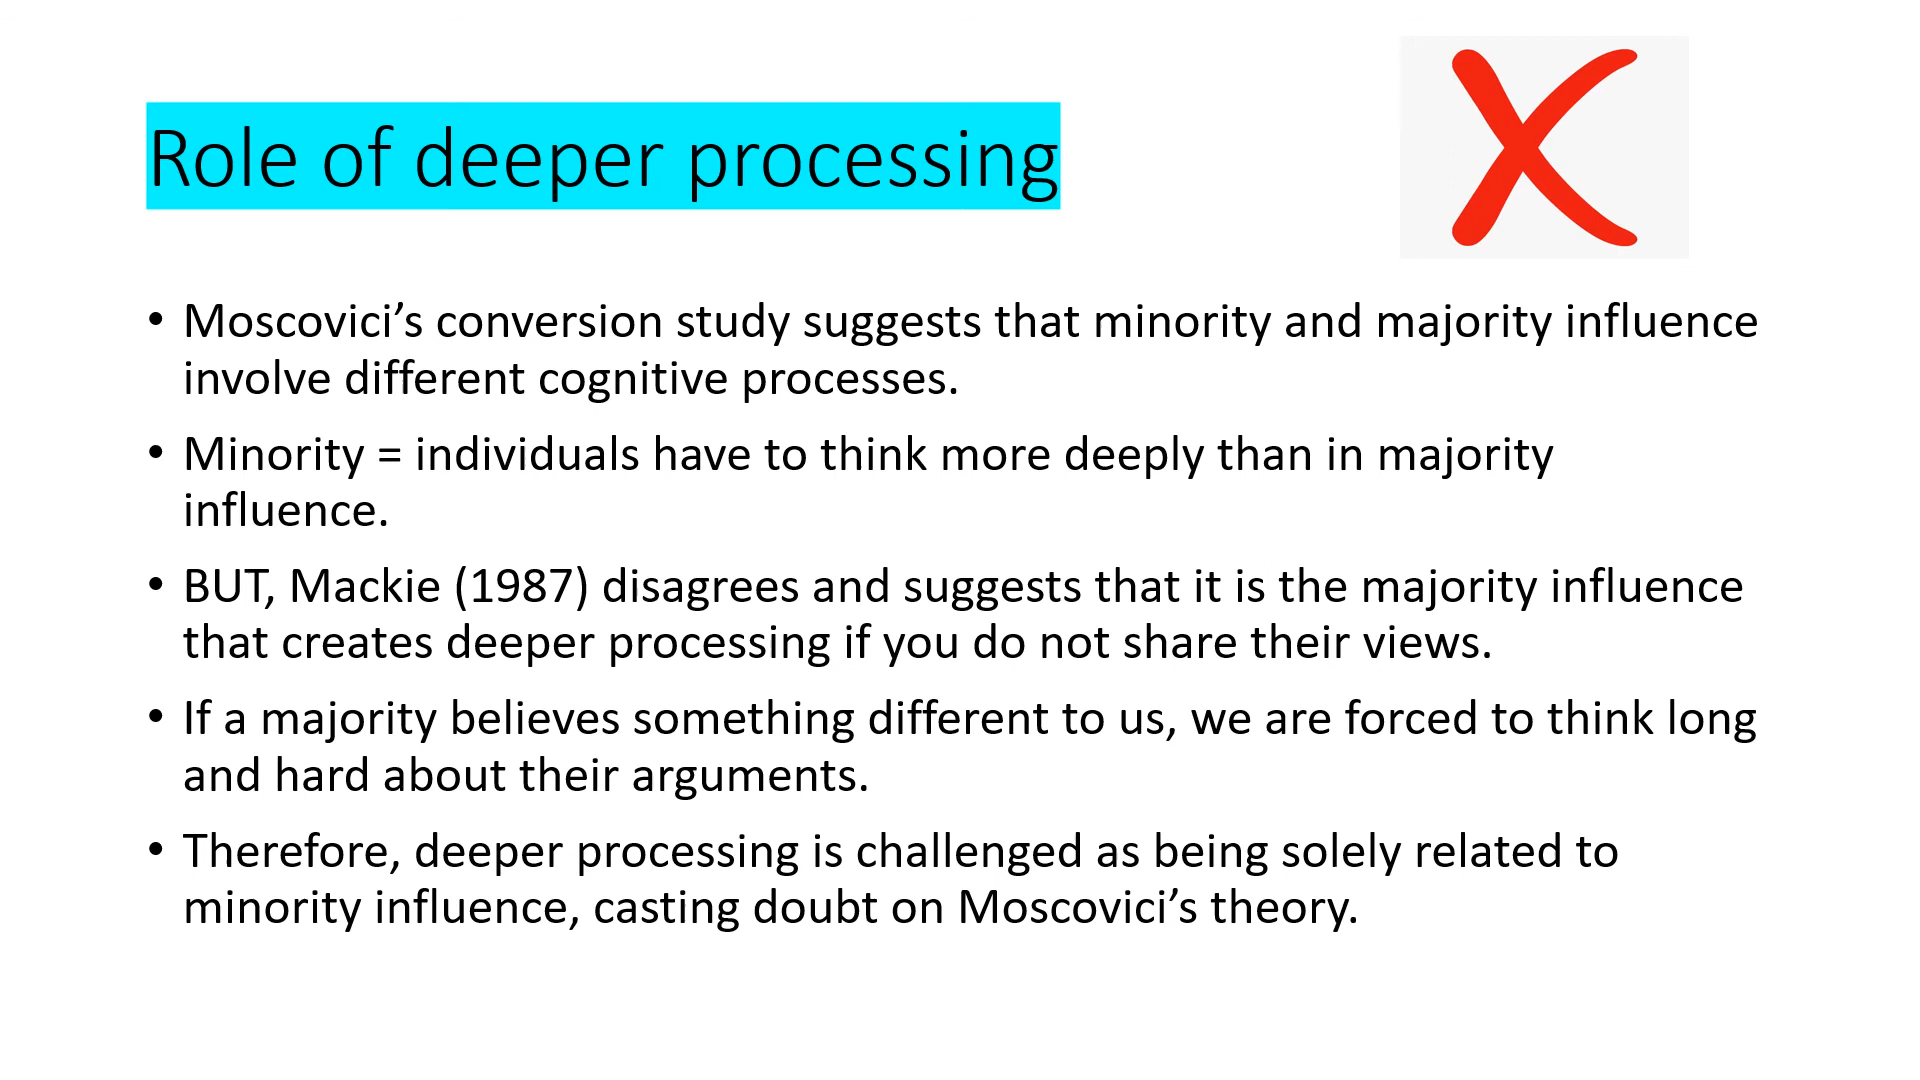 Role of deeper processing
• Moscovici’s conversion study suggests that minority and majority influence
involve different cognitive processes.
• Minority = individuals have to think more deeply than in majority
influence.
• BUT, Mackie (1987) disagrees and suggests that it is the majority influence
that creates deeper processing if you do not share their views.
• If a majority believes something different to us, we are forced to think long
and hard about their arguments.
• Therefore, deeper processing is challenged as being solely related to
minority influence, casting doubt on Moscovici’s theory.